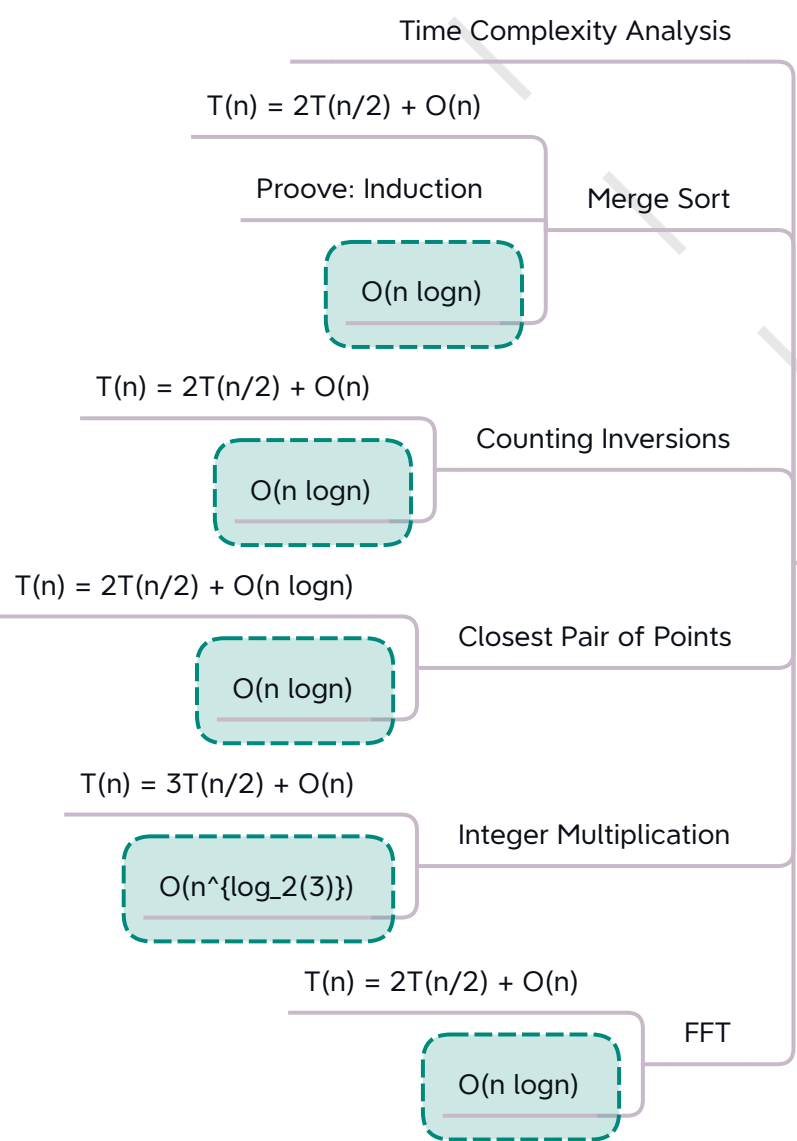 Time Complexity Analysis
T(n) = 2T(n/2) + O(n)
Proove: Induction
Merge Sort
O(n logn)
T(n) = 2T(n/2) + O(n)
Counting Inversions
O(n logn)
T(n) = 2T(n/2) + O(n logn)
Closest Pair of Points
O(n logn)
T(n) = 3T(n/2) + O(n)
Integer Multiplication
O(n^{log_2(3)})
T(n) = 2T(n/2) + O(n)
FFT
O(n logn)